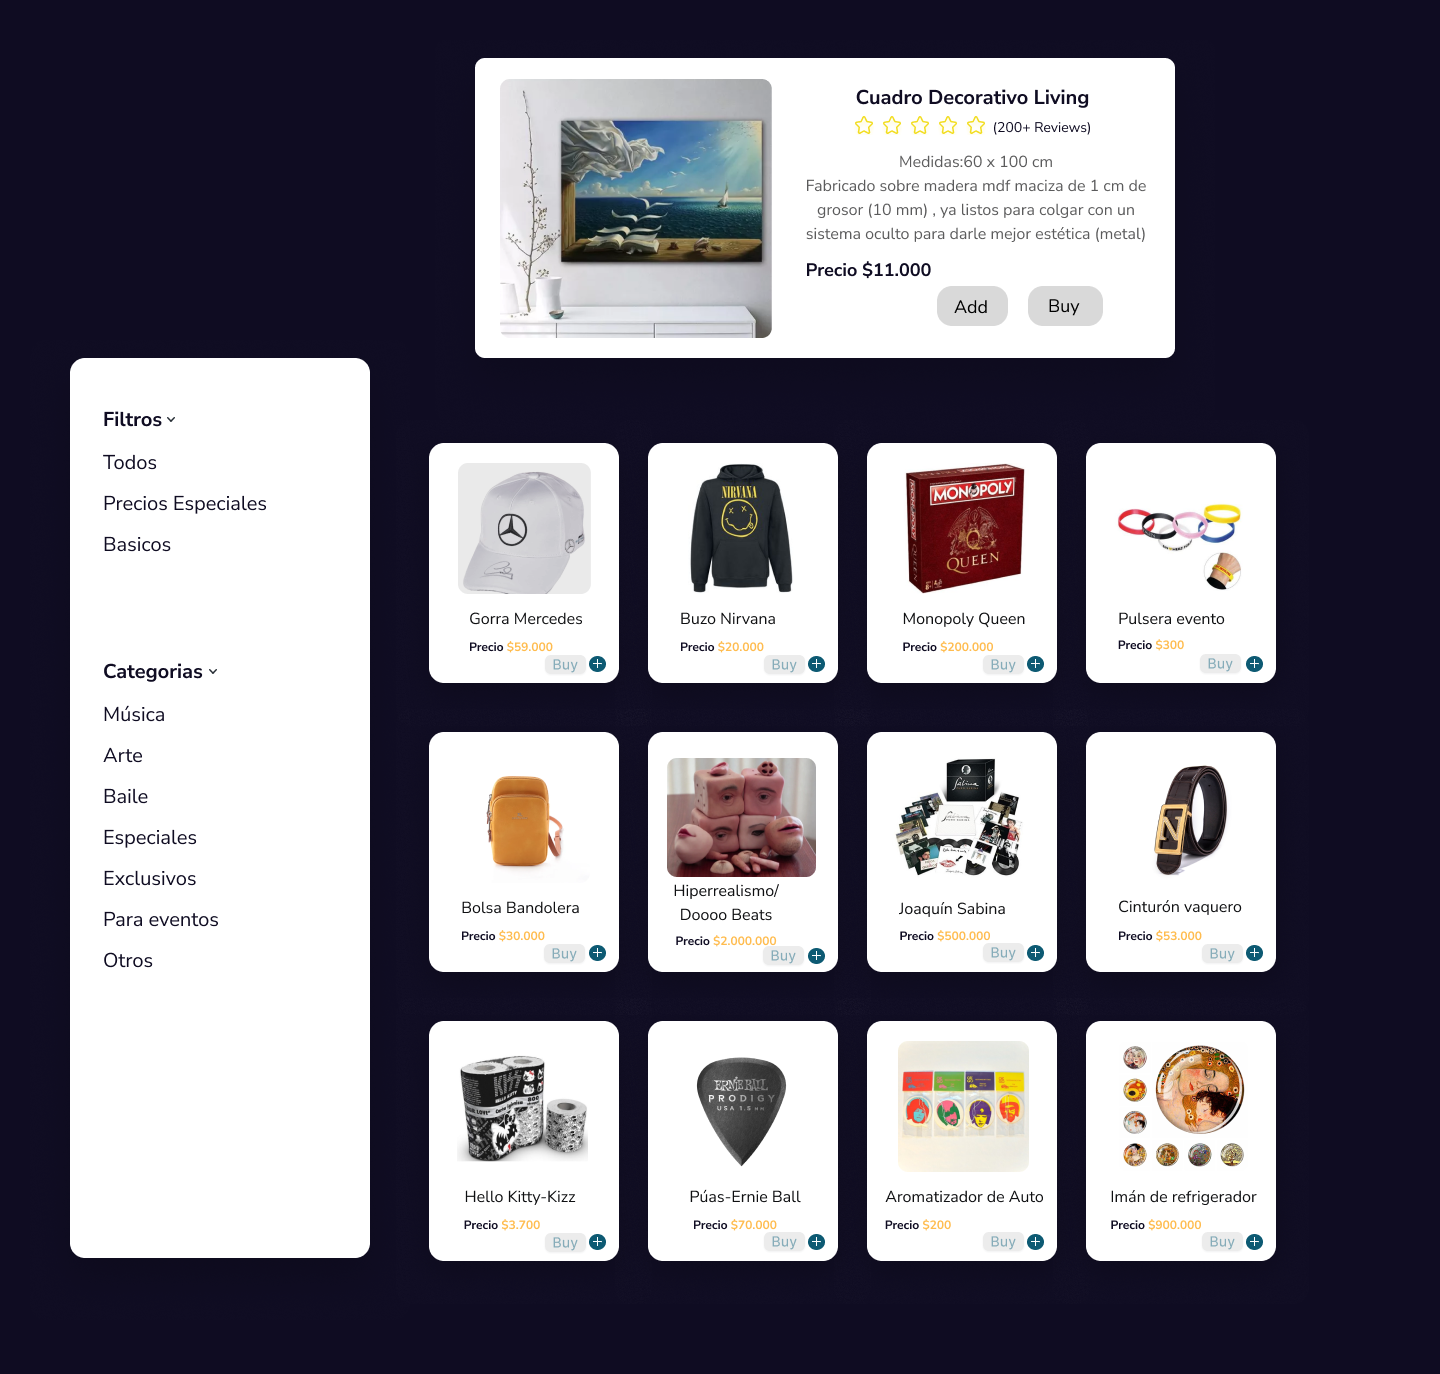 Cuadro Decorativo Living
(200+ Reviews)
Medidas:60 x 100 cm
Fabricado sobre madera mdf maciza de 1 cm de
grosor (10 mm) , ya listos para colgar con un
sistema oculto para darle mejor estética (metal)
Precio $11.000
Add
Buy
Filtros
Todos
Precios Especiales
Basicos
Categorias
Música
Arte
Baile
Especiales
Exclusivos
Para eventos
Otros
Gorra Mercedes
Precio $59.000
Buy
NIRVANA
Buzo Nirvana
Precio $20.000
Buy
MONOPOLY
QUEEN
QUEEN
Monopoly Queen
Precio $200.000
Buy
Pulsera evento
Precio $300
Buy
Bolsa Bandolera
Precio $30.000
Buy
Hiperrealismo/
Doooo Beats
Precio $2.000.000
Buy
Sabina
Joaquín Sabina
Precio $500.000
Buy
N
Cinturón vaquero
Precio $53.000
Buy
KISS
HELLO KITTY
Hello Kitty-Kizz
Precio $3.700
Buy
ERNIE BALL
PRODIGY
USA 1.5 MM
Púas-Ernie Ball
Precio $70.000
Buy
Aromatizador de Auto
Precio $200
Buy
Imán de refrigerador
Precio $900.000
Buy